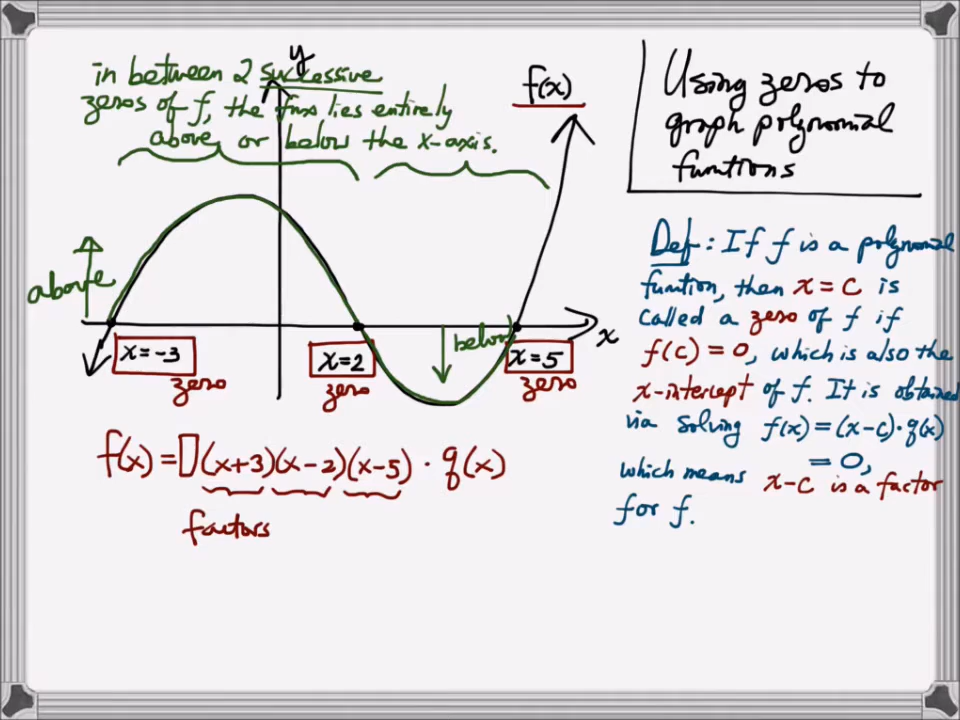 in between 2 successive
zeros of f, the fxns lies entirely
above or below the x-axis.
y
f(x)
Using zeros to
graph polynomial
funtions
above
below
x
x=-3
zero
x=2
zero
x=5
zero
f(x)=▯(x+3)(x-2)(x-5)·q(x)
factors
Def: If f is a polynomial
funtion, then x=c is
called a zero of f if
f(c)=0, which is also the
x-intercept of f. It is obtained
via solving f(x)=(x-c)·q(x)
=0,
which means x-c is a factor
for f.